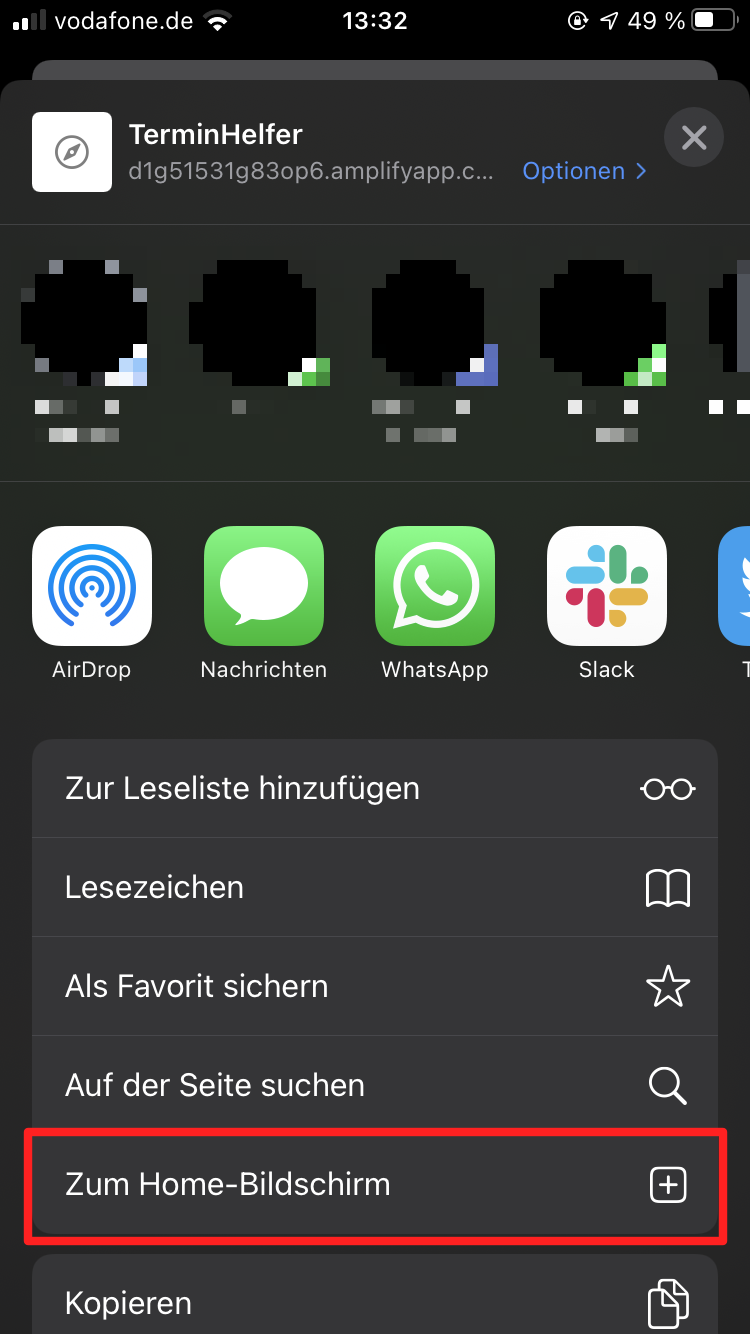 vodafone.de 13:32 49 %
TerminHelfer
d1g51531g83op6.amplifyapp.c... Optionen
AirDrop Nachrichten WhatsApp Slack T
Zur Leseliste hinzufügen
Lesezeichen
Als Favorit sichern
Auf der Seite suchen
Zum Home-Bildschirm
Kopieren